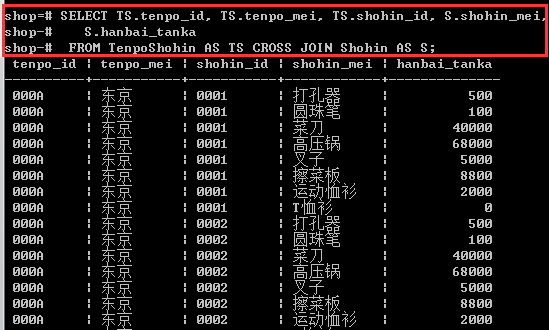 shop=# SELECT TS.tenpo_id, TS.tenpo_mei, TS.shohin_id, S.shohin_mei,
shop-#    S.hanbai_tanka
shop-#  FROM TenpoShohin AS TS CROSS JOIN Shohin AS S;
tenpo_id | tenpo_mei | shohin_id | shohin_mei | hanbai_tanka
----------+-----------+-----------+------------+--------------
000A | 东京 | 0001 | 打孔器 | 500
000A | 东京 | 0001 | 圆珠笔 | 100
000A | 东京 | 0001 | 菜刀 | 40000
000A | 东京 | 0001 | 高压锅 | 68000
000A | 东京 | 0001 | 叉子 | 5000
000A | 东京 | 0001 | 擦菜板 | 8800
000A | 东京 | 0001 | 运动恤衫 | 2000
000A | 东京 | 0001 | T恤衫 | 0
000A | 东京 | 0002 | 打孔器 | 500
000A | 东京 | 0002 | 圆珠笔 | 100
000A | 东京 | 0002 | 菜刀 | 40000
000A | 东京 | 0002 | 高压锅 | 68000
000A | 东京 | 0002 | 叉子 | 5000
000A | 东京 | 0002 | 擦菜板 | 8800
000A | 东京 | 0002 | 运动恤衫 | 2000